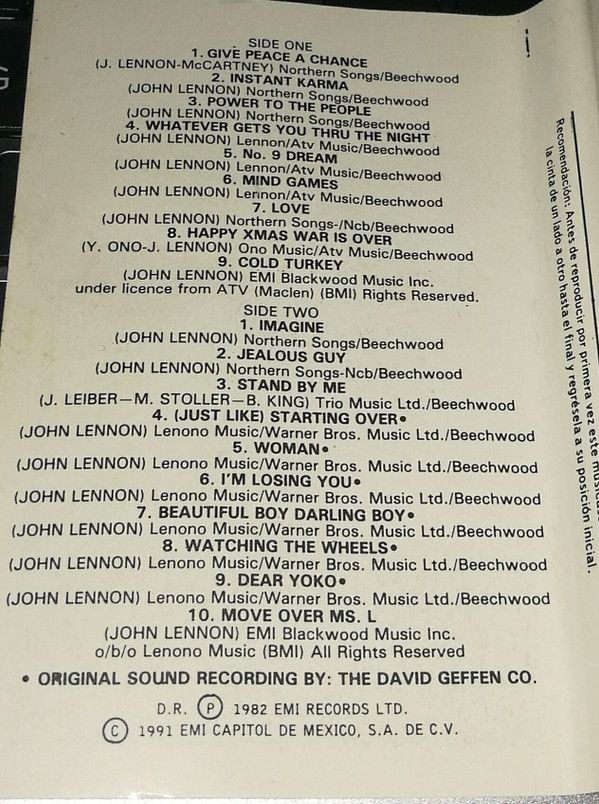 SIDE ONE
1. GIVE PEACE A CHANCE
(J. LENNON-McCARTNEY) Northern Songs/Beechwood
2. INSTANT KARMA
(JOHN LENNON) Northern Songs/Beechwood
3. POWER TO THE PEOPLE
(JOHN LENNON) Northern Songs/Beechwood
4. WHATEVER GETS YOU THRU THE NIGHT
(JOHN LENNON) Lennon/Atv Music/Beechwood
5. No. 9 DREAM
(JOHN LENNON) Lennon/Atv Music/Beechwood
6. MIND GAMES
(JOHN LENNON) Lennon/Atv Music/Beechwood
7. LOVE
(JOHN LENNON) Northern Songs-/Ncb/Beechwood
8. HAPPY XMAS WAR IS OVER
(Y. ONO-J. LENNON) Ono Music/Atv Music/Beechwood
9. COLD TURKEY
(JOHN LENNON) EMI Blackwood Music Inc.
under licence from ATV (Maclen) (BMI) Rights Reserved.
SIDE TWO
1. IMAGINE
(JOHN LENNON) Northern Songs/Beechwood
2. JEALOUS GUY
(JOHN LENNON) Northern Songs-Ncb/Beechwood
3. STAND BY ME
(J. LEIBER—M. STOLLER—B. KING) Trio Music Ltd./Beechwood
4. (JUST LIKE) STARTING OVER•
(JOHN LENNON) Lenono Music/Warner Bros. Music Ltd./Beechwood
5. WOMAN•
(JOHN LENNON) Lenono Music/Warner Bros. Music Ltd./Beechwood
6. I'M LOSING YOU•
(JOHN LENNON) Lenono Music/Warner Bros. Music Ltd./Beechwood
7. BEAUTIFUL BOY DARLING BOY•
(JOHN LENNON) Lenono Music/Warner Bros. Music Ltd./Beechwood
8. WATCHING THE WHEELS•
(JOHN LENNON) Lenono Music/Warner Bros. Music Ltd./Beechwood
9. DEAR YOKO•
(JOHN LENNON) Lenono Music/Warner Bros. Music Ltd./Beechwood
10. MOVE OVER MS. L
(JOHN LENNON) EMI Blackwood Music Inc.
o/b/o Lenono Music (BMI) All Rights Reserved
• ORIGINAL SOUND RECORDING BY: THE DAVID GEFFEN CO.
D.R. Ⓟ 1982 EMI RECORDS LTD.
© 1991 EMI CAPITOL DE MEXICO, S.A. DE C.V.
Recomendación: Antes de reproducir por primera vez este
la cinta de un lado a otro hasta el final y regrésela a su posición inicial.